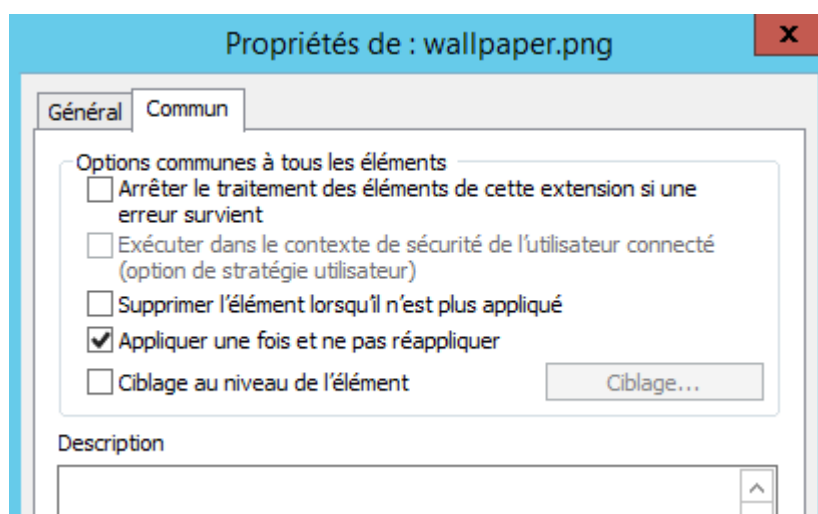 Propriétés de : wallpaper.png
x
Général
Commun
Options communes à tous les éléments
Arrêter le traitement des éléments de cette extension si une
erreur survient
Exécuter dans le contexte de sécurité de l'utilisateur connecté
(option de stratégie utilisateur)
Supprimer l'élément lorsqu'il n'est plus appliqué
Appliquer une fois et ne pas réappliquer
Ciblage au niveau de l'élément
Ciblage...
Description